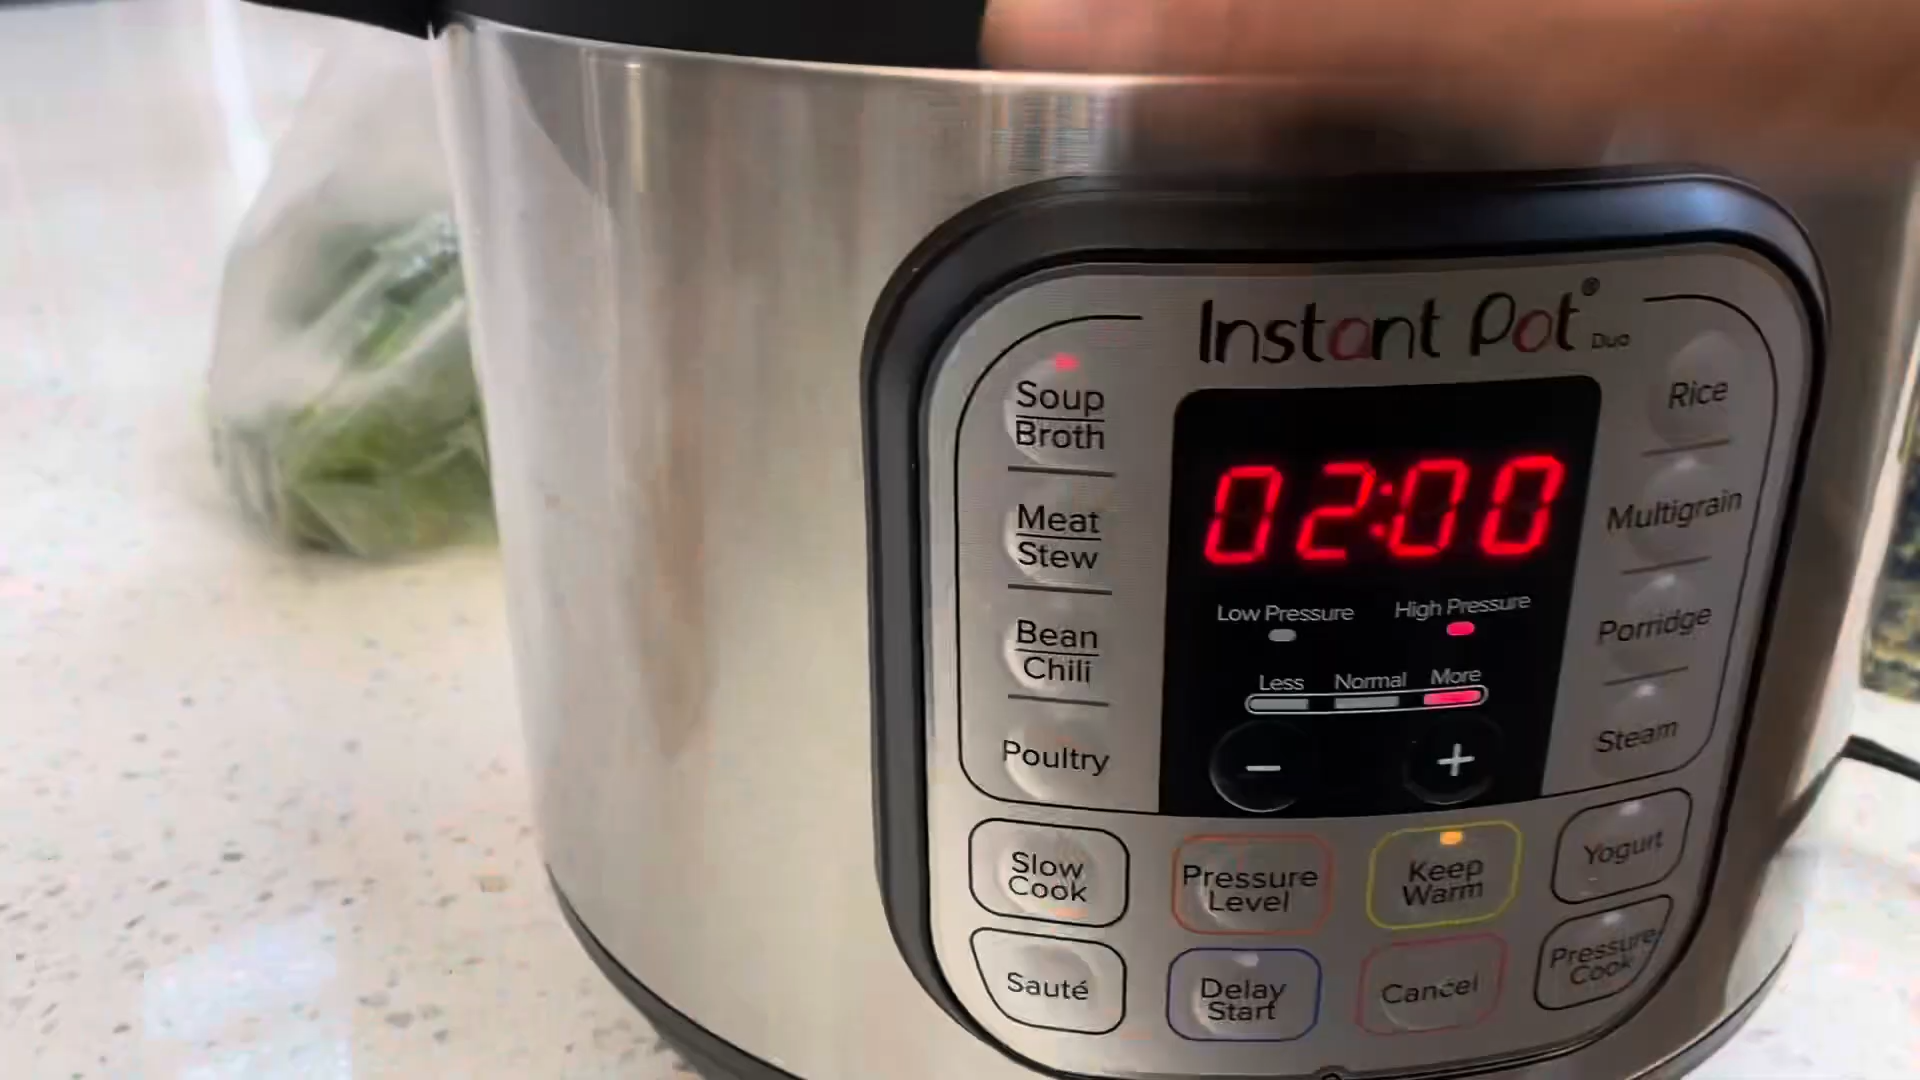 Instant Pot® Duo
Soup
Broth
Meat
Stew
Bean
Chili
Poultry
02:00
Low Pressure
High Pressure
Less
Normal
More
−
+
Rice
Multigrain
Porridge
Steam
Slow
Cook
Pressure
Level
Keep
Warm
Yogurt
Sauté
Delay
Start
Cancel
Pressure
Cook